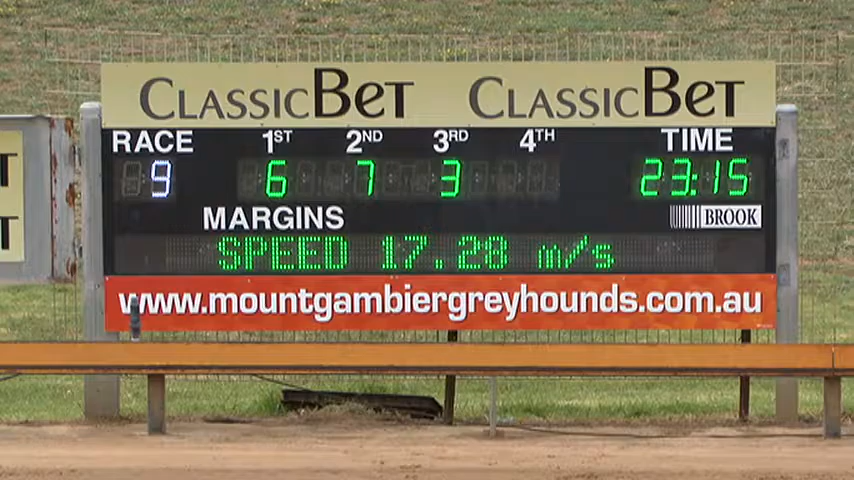 CLASSICBET CLASSICBET
RACE 1ST 2ND 3RD 4TH TIME
9 6 7 3 23:15
MARGINS BROOK
SPEED 17.28 m/s
www.mountgambiergreyhounds.com.au